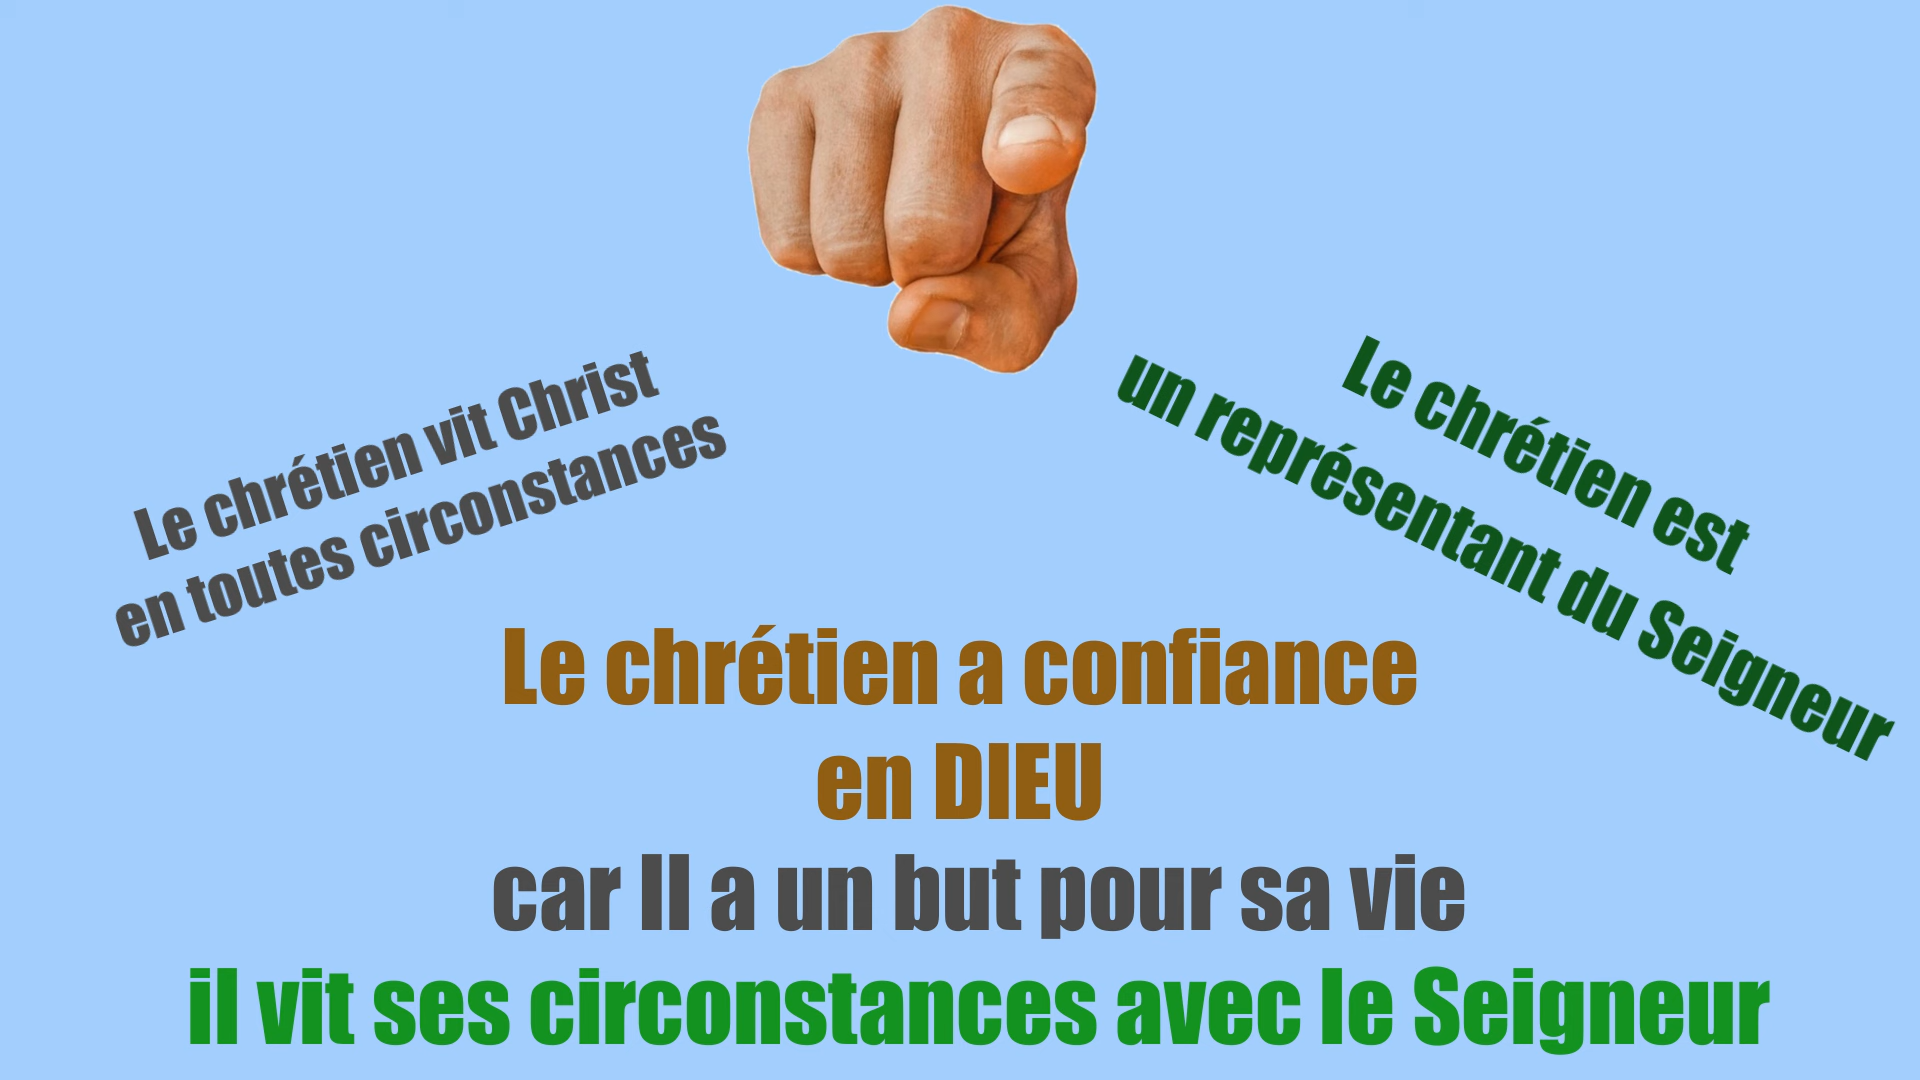 Le chrétien vit Christ
en toutes circonstances
Le chrétien est
un représentant du Seigneur
Le chrétien a confiance
en DIEU
car Il a un but pour sa vie
il vit ses circonstances avec le Seigneur